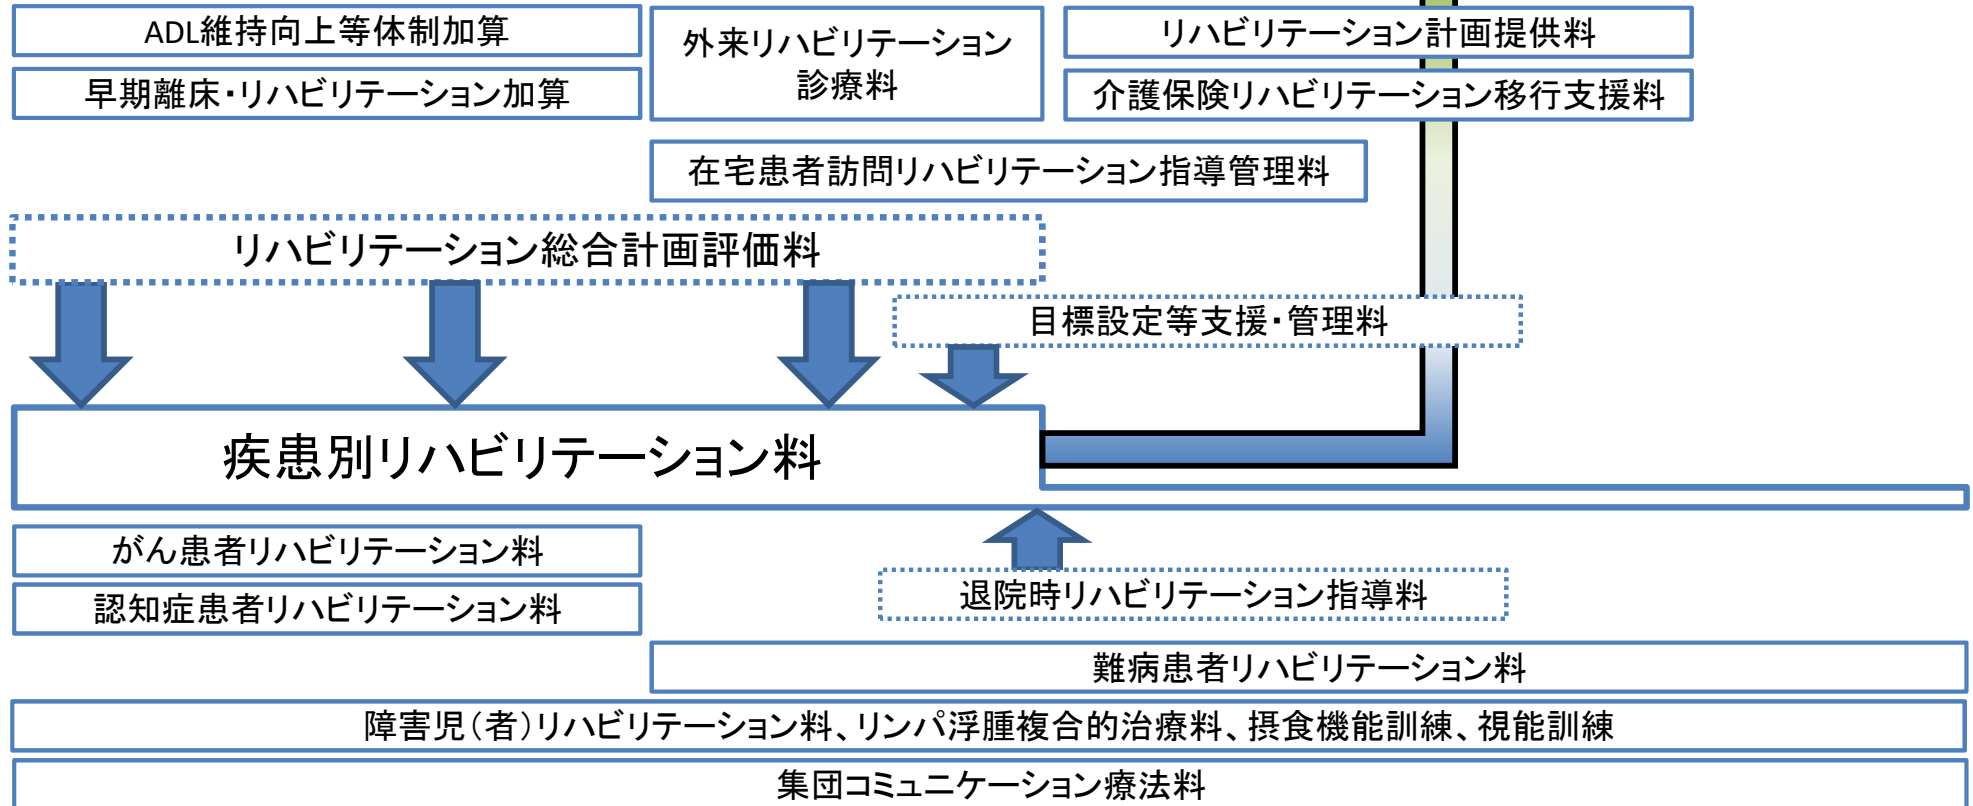 ADL維持向上等体制加算
早期離床・リハビリテーション加算
外来リハビリテーション
診療料
リハビリテーション計画提供料
介護保険リハビリテーション移行支援料
在宅患者訪問リハビリテーション指導管理料
リハビリテーション総合計画評価料
目標設定等支援・管理料
疾患別リハビリテーション料
がん患者リハビリテーション料
認知症患者リハビリテーション料
退院時リハビリテーション指導料
難病患者リハビリテーション料
障害児(者)リハビリテーション料、リンパ浮腫複合的治療料、摂食機能訓練、視能訓練
集団コミュニケーション療法料